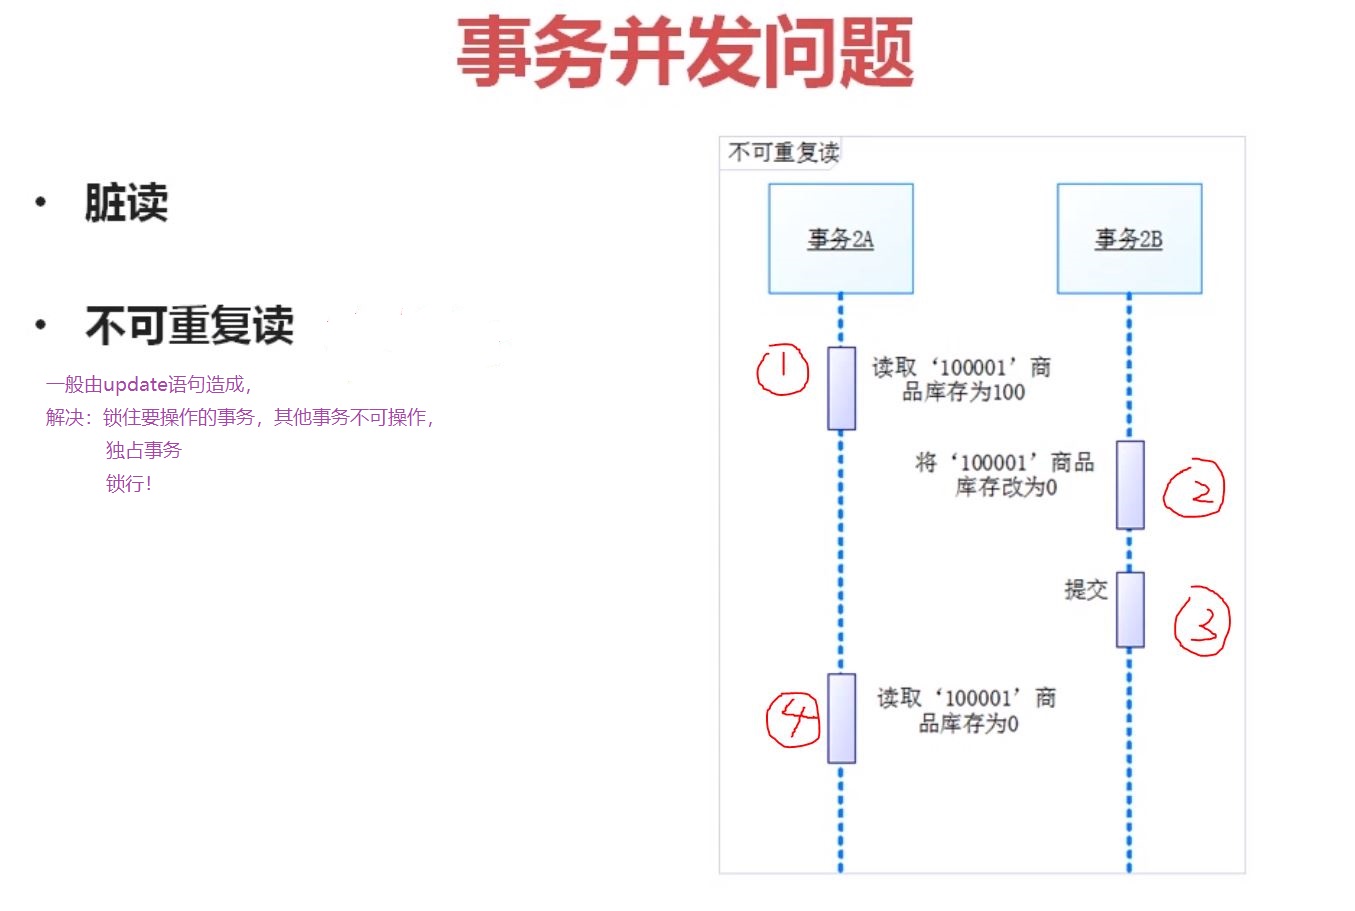 事务并发问题
• 脏读
• 不可重复读
一般由update语句造成，
解决：锁住要操作的事务，其他事务不可操作，
独占事务
锁行！
不可重复读
事务2A
事务2B
①
读取‘100001’商
品库存为100
将‘100001’商品
库存改为0
②
提交
③
④
读取‘100001’商
品库存为0